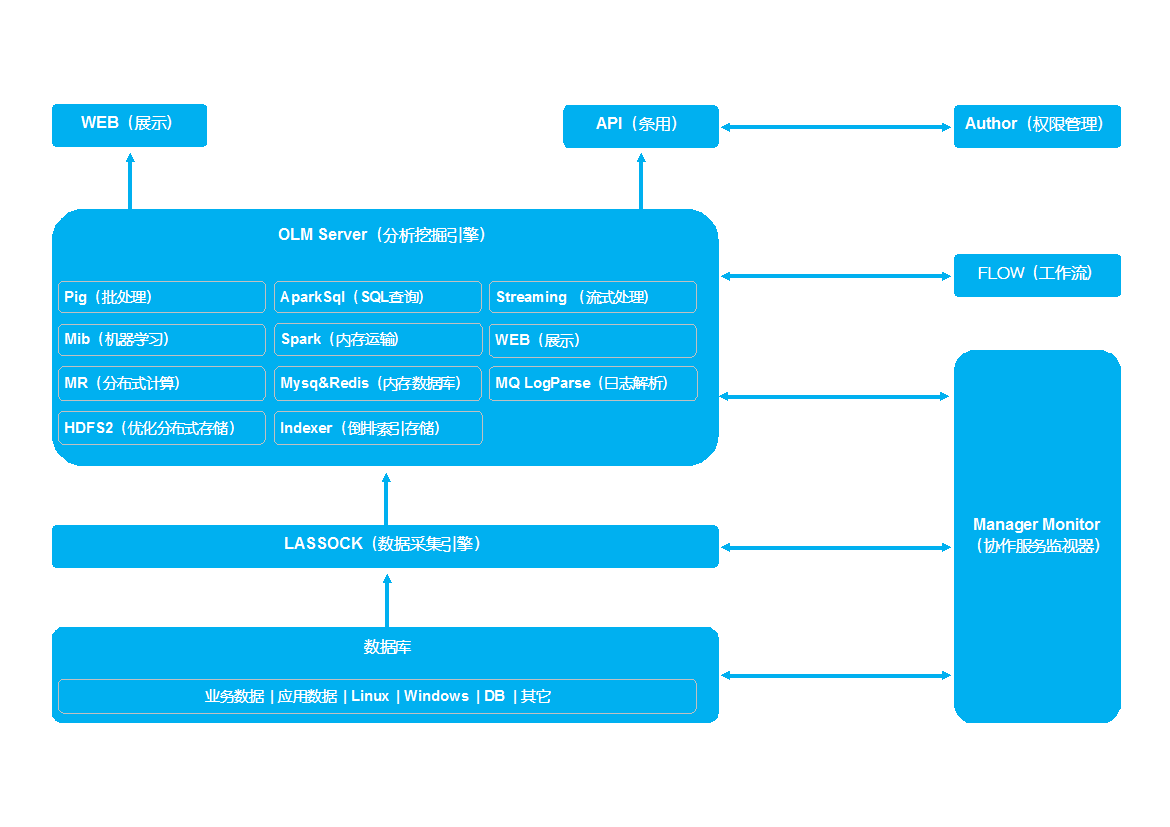 WEB（展示）
API（条用）
Author（权限管理）
OLM Server（分析挖掘引擎）
FLOW（工作流）
Pig（批处理）
AparkSql（SQL查询）
Streaming （流式处理）
Mib（机器学习）
Spark（内存运输）
WEB（展示）
MR（分布式计算）
Mysq&Redis（内存数据库）
MQ LogParse（日志解析）
HDFS2（优化分布式存储）
Indexer（倒排索引存储）
LASSOCK（数据采集引擎）
Manager Monitor
（协作服务监视器）
数据库
业务数据 | 应用数据 | Linux | Windows | DB | 其它